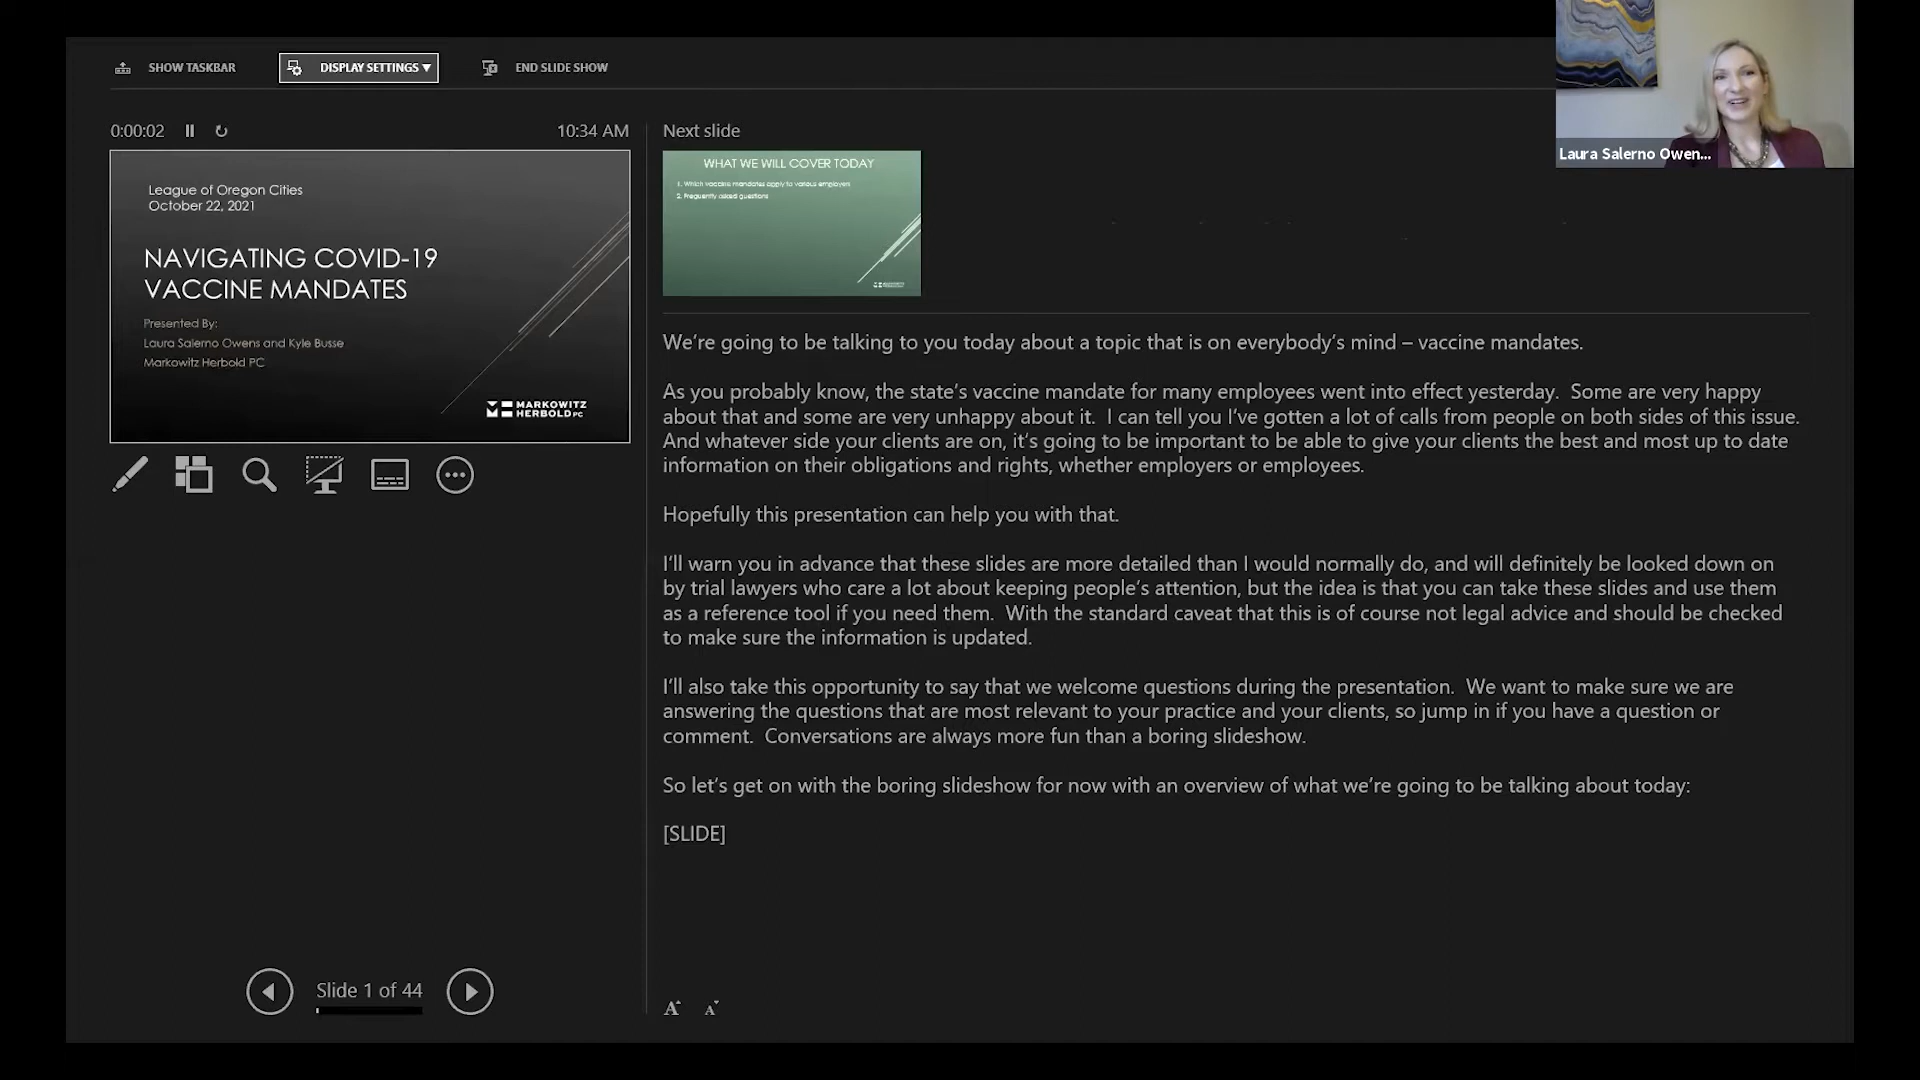 SHOW TASKBAR
DISPLAY SETTINGS ▾
END SLIDE SHOW
Laura Salerno Owen...
0:00:02
10:34 AM
Next slide
League of Oregon Cities
October 22, 2021
NAVIGATING COVID-19
VACCINE MANDATES
Presented By:
Laura Salerno Owens and Kyle Busse
Markowitz Herbold PC
MARKOWITZ
HERBOLD PC
WHAT WE WILL COVER TODAY
1. Which vaccine mandates apply to various employers
2. Frequently asked questions
We're going to be talking to you today about a topic that is on everybody's mind – vaccine mandates.
As you probably know, the state's vaccine mandate for many employees went into effect yesterday.  Some are very happy
about that and some are very unhappy about it.  I can tell you I've gotten a lot of calls from people on both sides of this issue.
And whatever side your clients are on, it's going to be important to be able to give your clients the best and most up to date
information on their obligations and rights, whether employers or employees.
Hopefully this presentation can help you with that.
I'll warn you in advance that these slides are more detailed than I would normally do, and will definitely be looked down on
by trial lawyers who care a lot about keeping people's attention, but the idea is that you can take these slides and use them
as a reference tool if you need them.  With the standard caveat that this is of course not legal advice and should be checked
to make sure the information is updated.
I'll also take this opportunity to say that we welcome questions during the presentation.  We want to make sure we are
answering the questions that are most relevant to your practice and your clients, so jump in if you have a question or
comment.  Conversations are always more fun than a boring slideshow.
So let's get on with the boring slideshow for now with an overview of what we're going to be talking about today:
[SLIDE]
Slide 1 of 44
A A